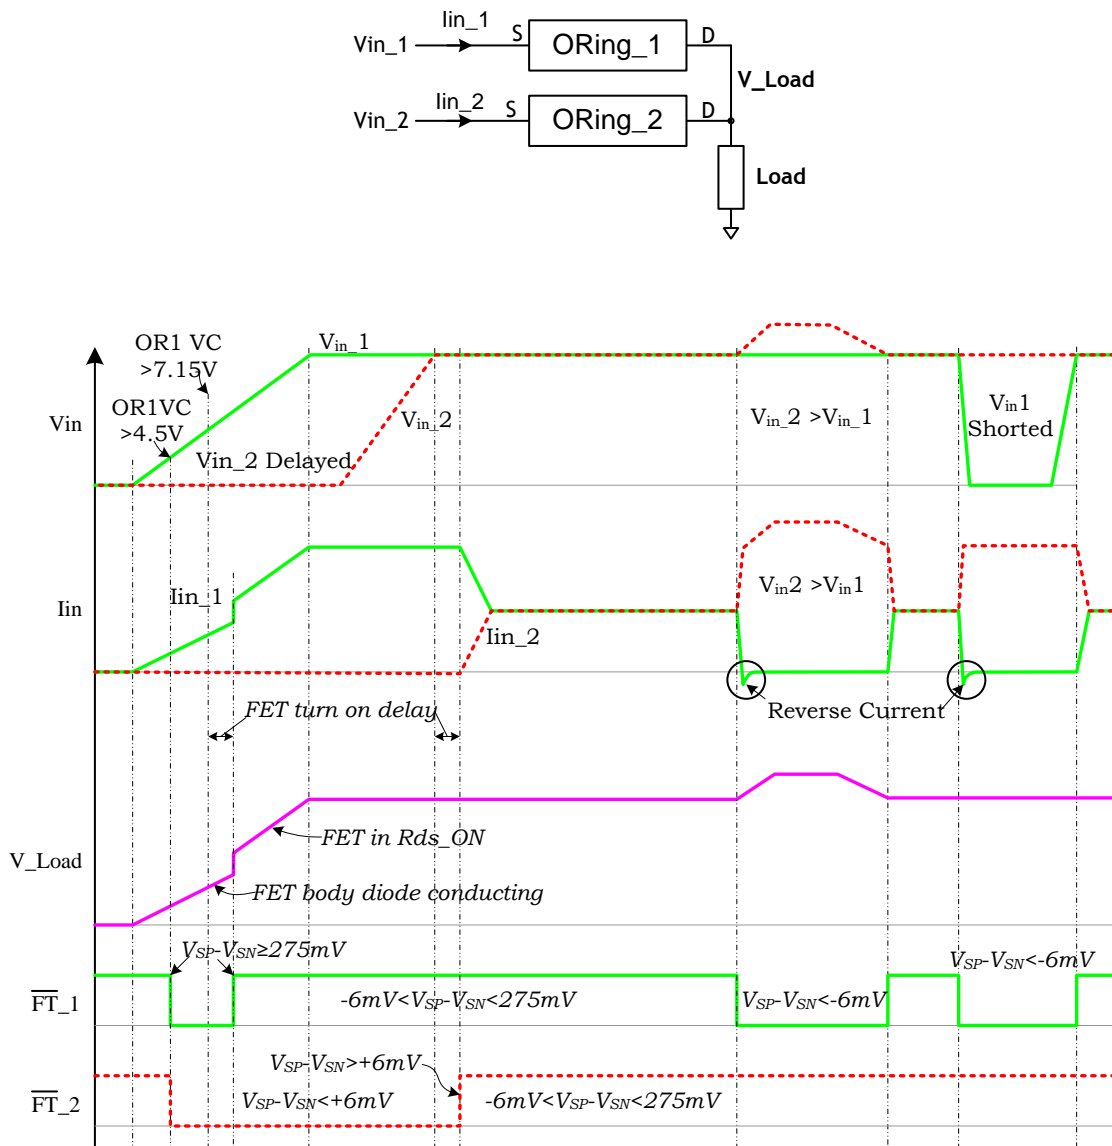 Iin_1
Vin_1
S
ORing_1
D
V_Load
Iin_2
Vin_2
S
ORing_2
D
Load
OR1 VC
>7.15V
Vin_1
OR1VC
>4.5V
Vin
Vin_2
Vin_2 >Vin_1
Vin1
Shorted
Vin_2 Delayed
Iin
Iin_1
Vin2 >Vin1
Iin_2
FET turn on delay
Reverse Current
FET in Rds_ON
V_Load
FET body diode conducting
VSP-VSN≥275mV
VSP-VSN<-6mV
FT_1
-6mV<VSP-VSN<275mV
VSP-VSN<-6mV
VSP-VSN>+6mV
FT_2
VSP-VSN<+6mV
-6mV<VSP-VSN<275mV